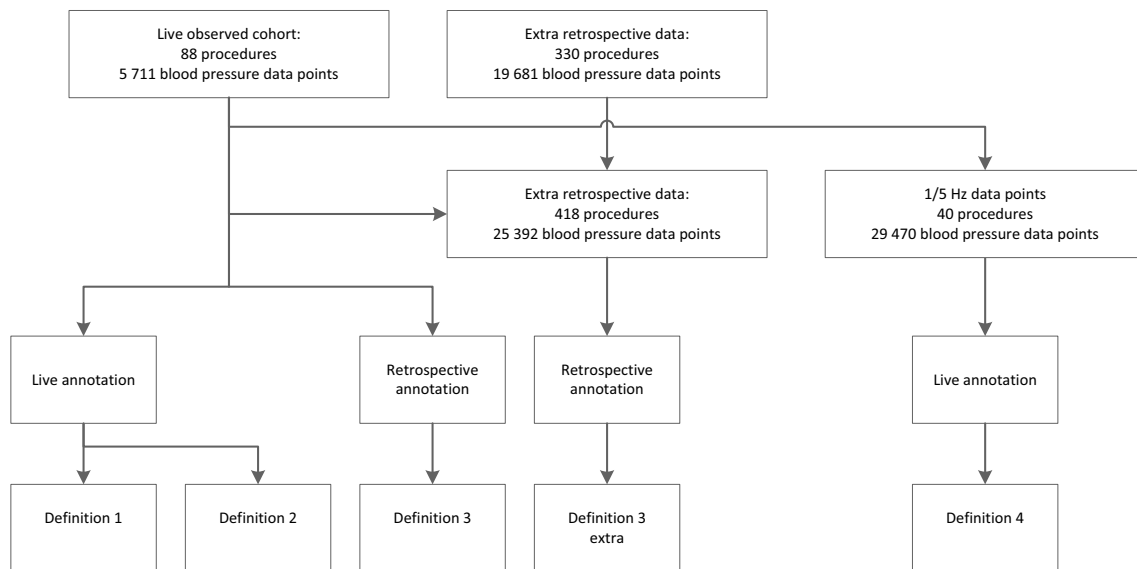 Live observed cohort:
88 procedures
5 711 blood pressure data points
Extra retrospective data:
330 procedures
19 681 blood pressure data points
Extra retrospective data:
418 procedures
25 392 blood pressure data points
1/5 Hz data points
40 procedures
29 470 blood pressure data points
Live annotation
Retrospective
annotation
Retrospective
annotation
Live annotation
Definition 1
Definition 2
Definition 3
Definition 3
extra
Definition 4